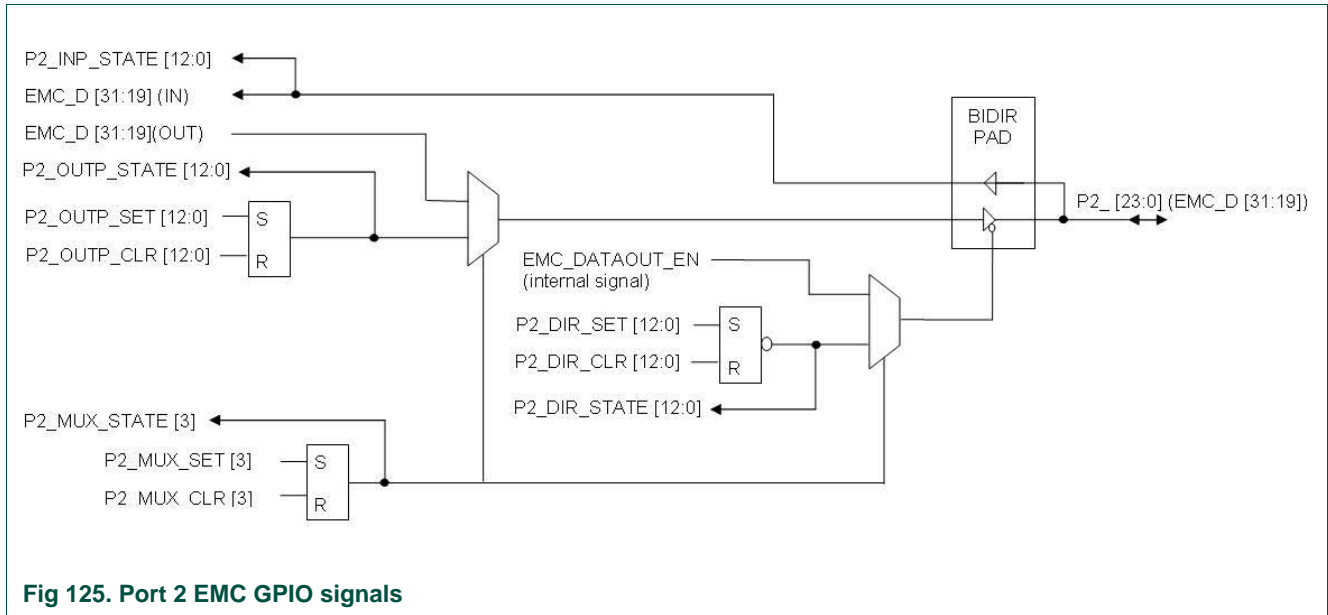 P2_INP_STATE [12:0]
EMC_D [31:19] (IN)
EMC_D [31:19](OUT)
P2_OUTP_STATE [12:0]
P2_OUTP_SET [12:0]
S
P2_OUTP_CLR [12:0]
R
BIDIR
PAD
P2_ [23:0] (EMC_D [31:19])
EMC_DATAOUT_EN
(internal signal)
P2_DIR_SET [12:0]
S
P2_DIR_CLR [12:0]
R
P2_DIR_STATE [12:0]
P2_MUX_STATE [3]
P2_MUX_SET [3]
S
P2_MUX_CLR [3]
R
Fig 125. Port 2 EMC GPIO signals